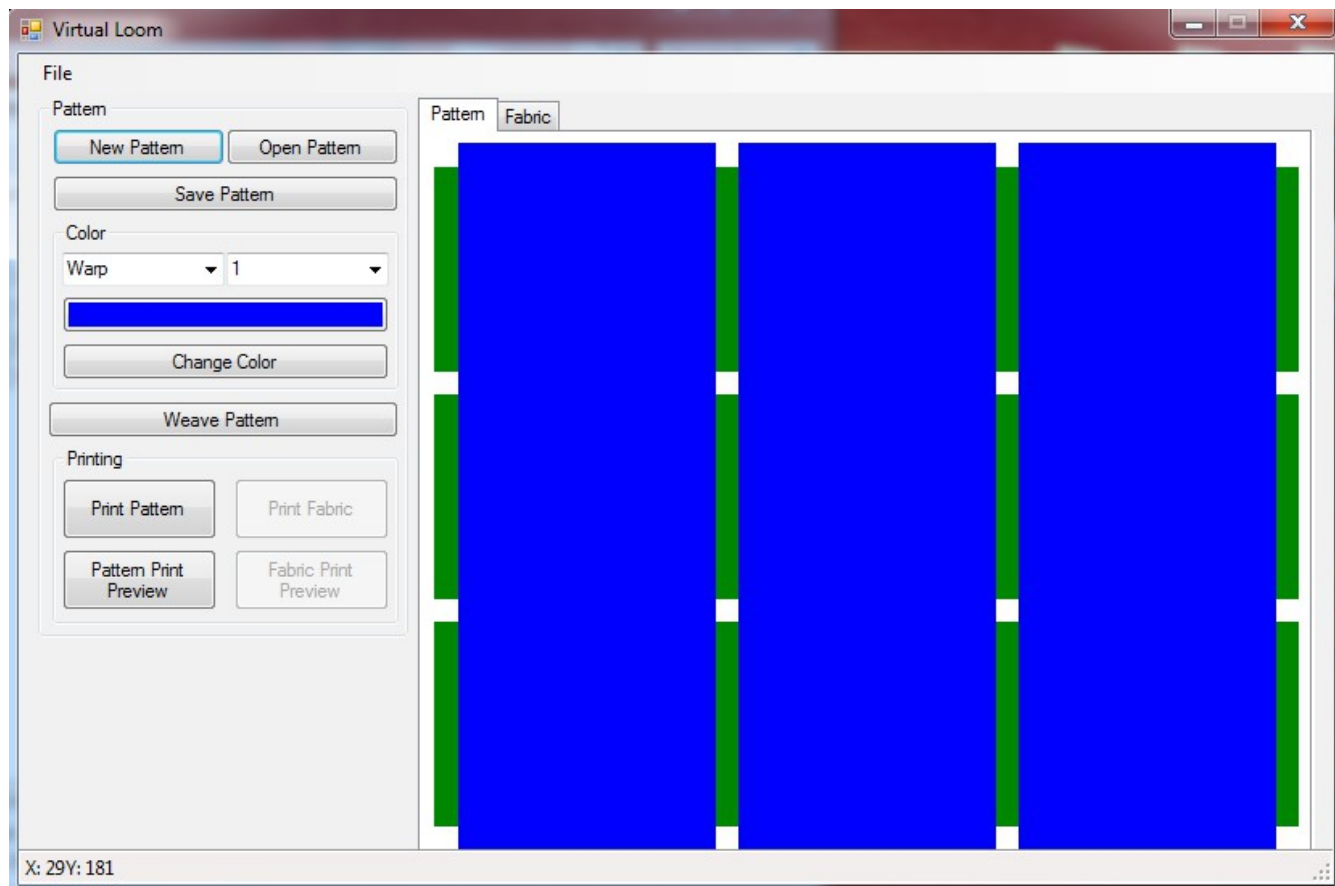 Virtual Loom
File
Pattern
New Pattern
Open Pattern
Save Pattern
Color
Warp
1
Change Color
Weave Pattern
Printing
Print Pattern
Print Fabric
Pattern Print
Preview
Fabric Print
Preview
Pattern
Fabric
X: 29Y: 181